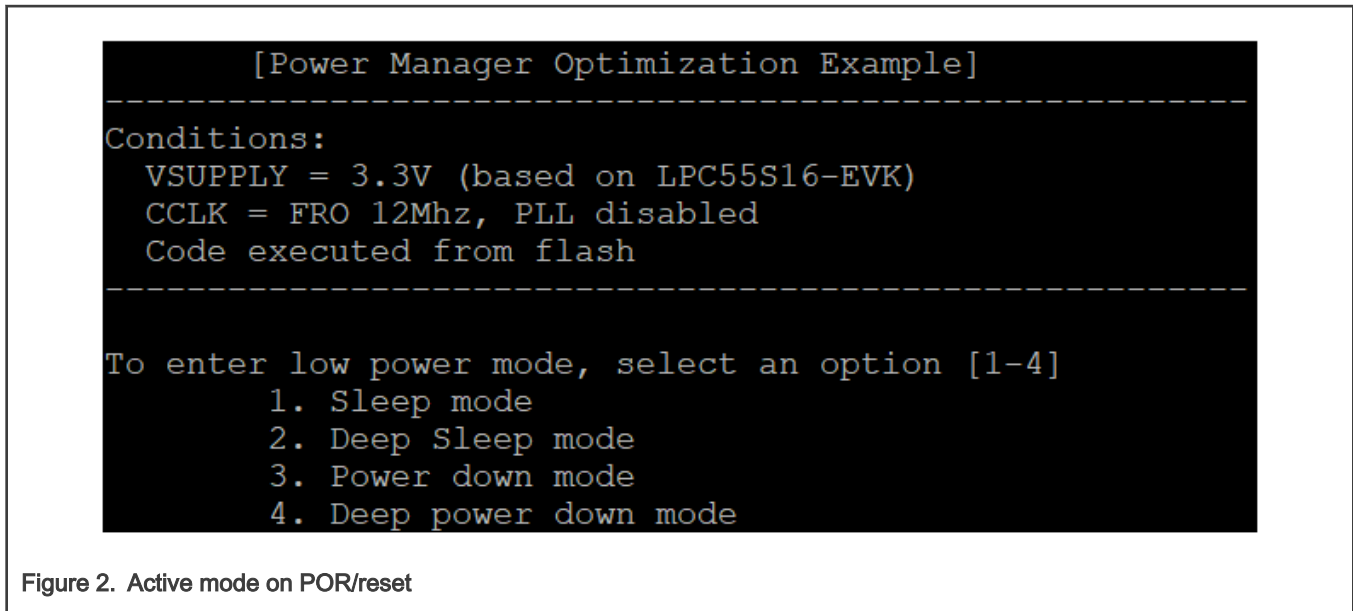 [Power Manager Optimization Example]
----------------------------------------------------------
Conditions:
VSUPPLY = 3.3V (based on LPC55S16-EVK)
CCLK = FRO 12Mhz, PLL disabled
Code executed from flash
----------------------------------------------------------
To enter low power mode, select an option [1-4]
1. Sleep mode
2. Deep Sleep mode
3. Power down mode
4. Deep power down mode
Figure 2. Active mode on POR/reset